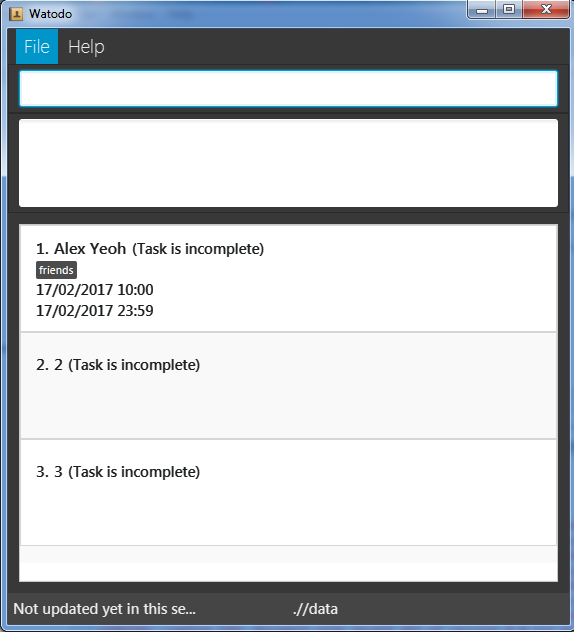 Watodo
File Help
1. Alex Yeoh (Task is incomplete)
friends
17/02/2017 10:00
17/02/2017 23:59
2. 2 (Task is incomplete)
3. 3 (Task is incomplete)
Not updated yet in this se... .//data